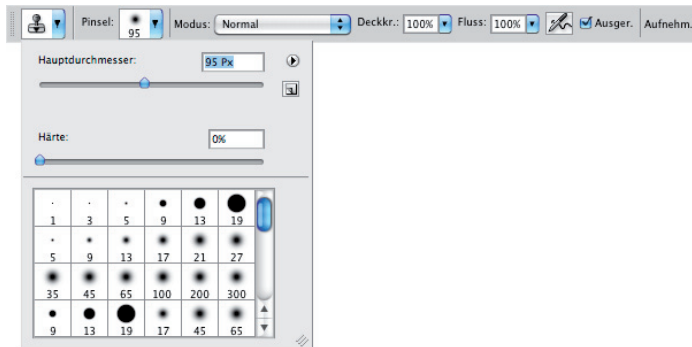 Pinsel: 95 Modus: Normal Deckkr.: 100% Fluss: 100% Ausger. Aufnehm.
Hauptdurchmesser: 95 Px
Härte: 0%
1 3 5 9 13 19
5 9 13 17 21 27
35 45 65 100 200 300
9 13 19 17 45 65